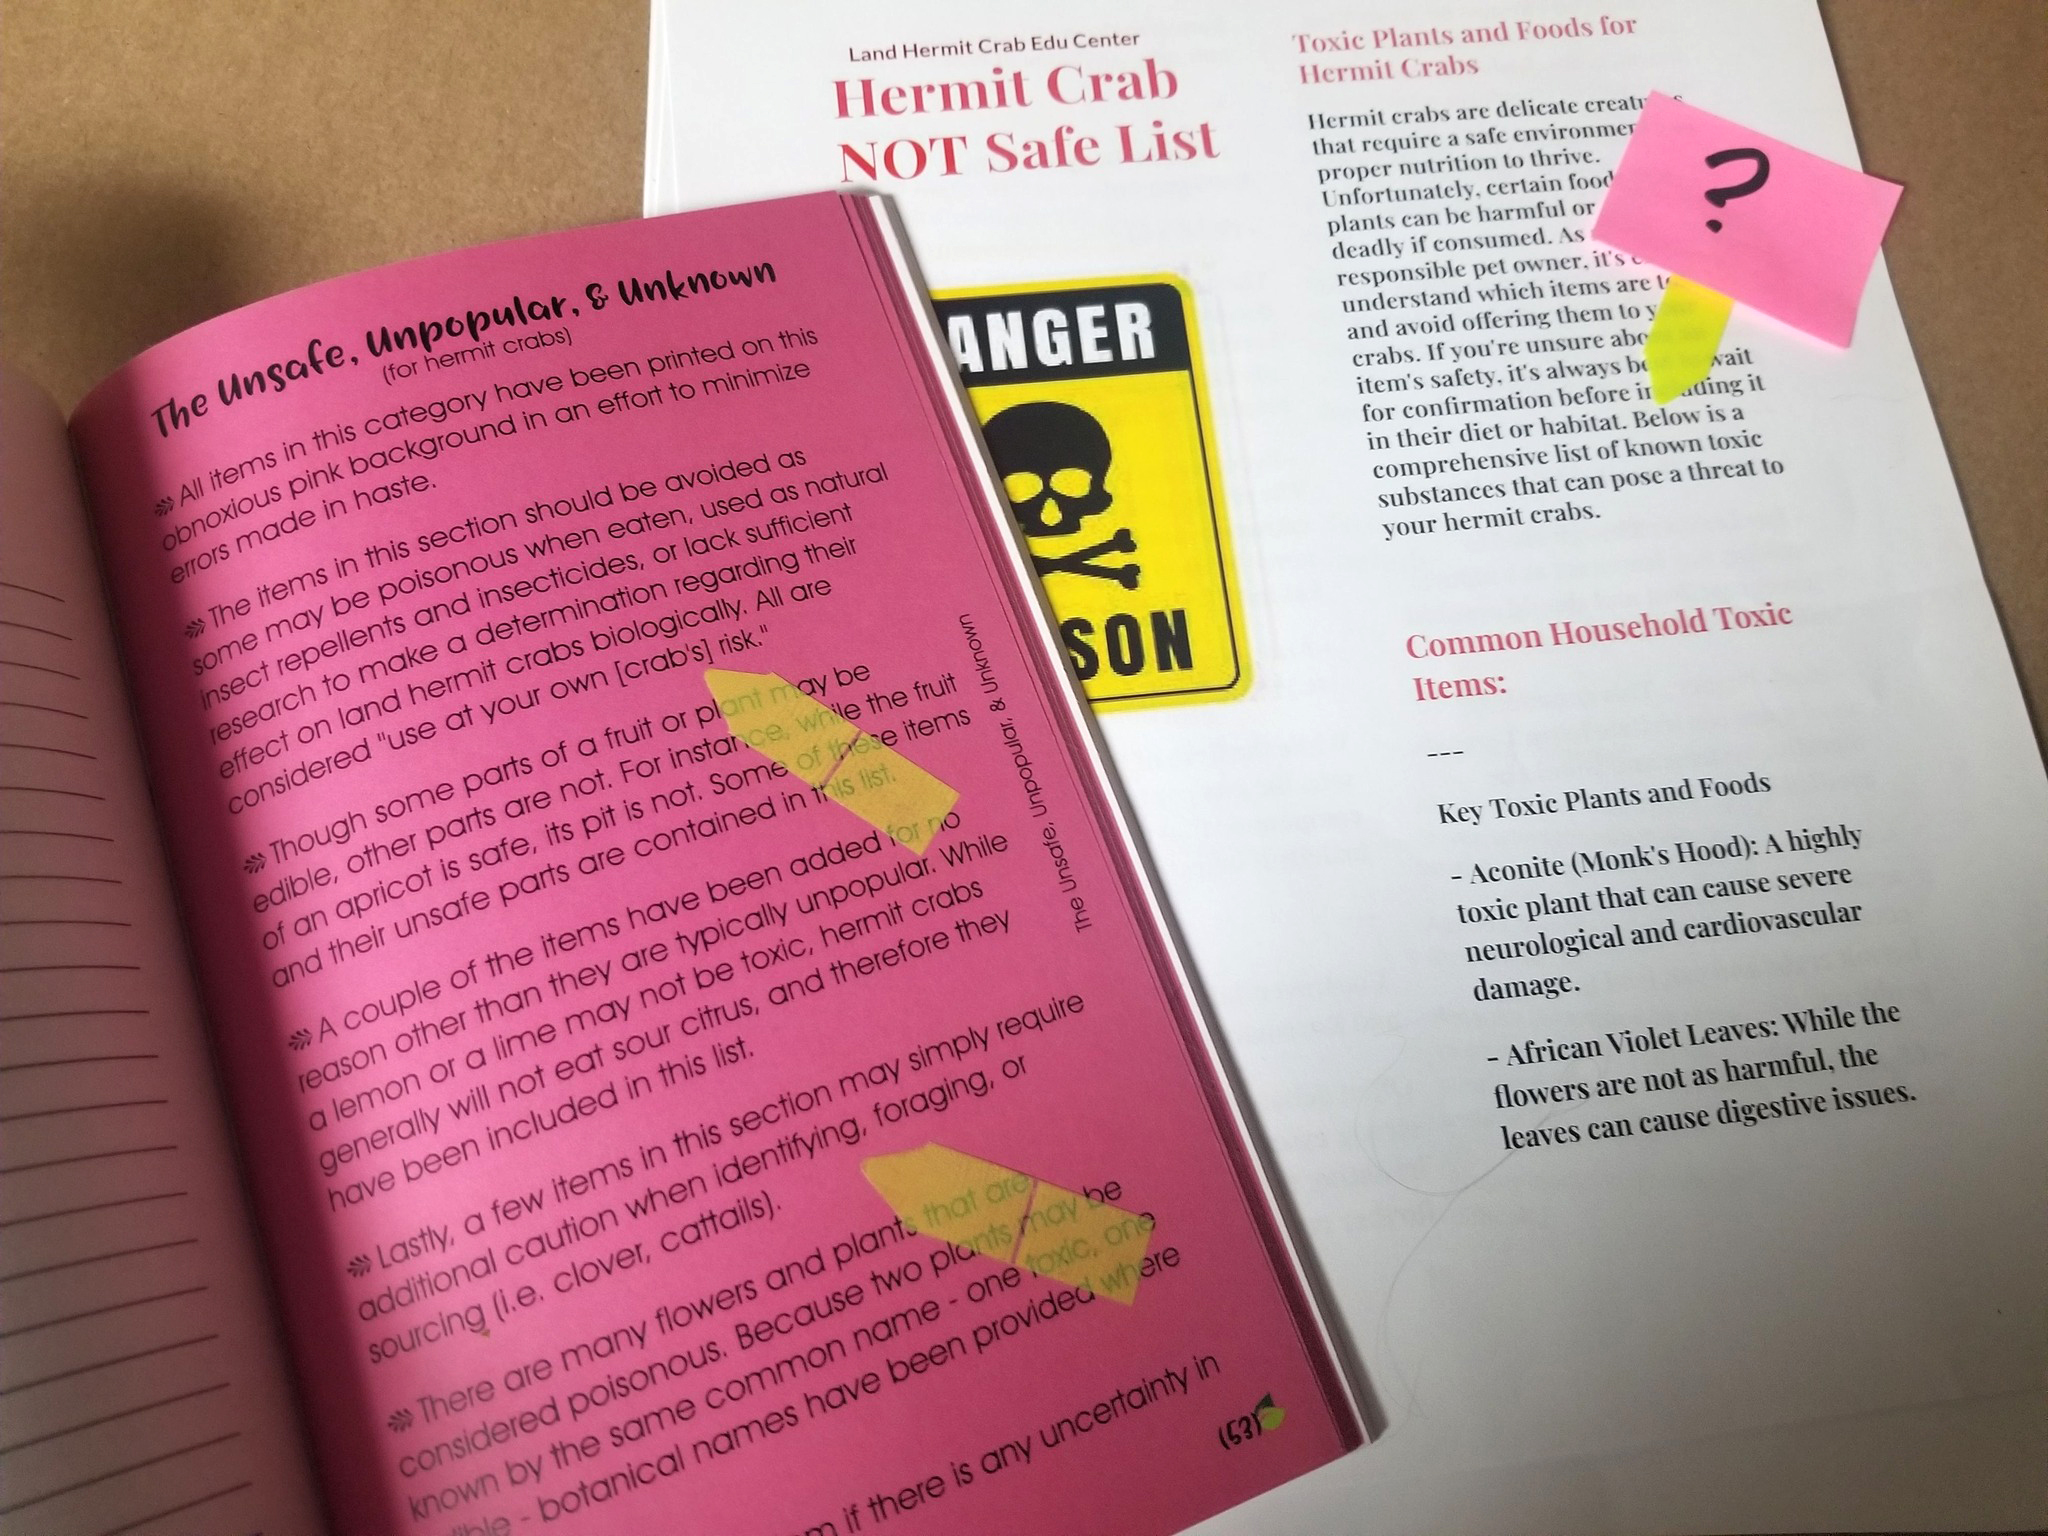 The Unsafe, Unpopular, & Unknown
(for hermit crabs)
All items in this category have been printed on this
obnoxious pink background in an effort to minimize
errors made in haste.
The items in this section should be avoided as
some may be poisonous when eaten, used as natural
insect repellents and insecticides, or lack sufficient
research to make a determination regarding their
effect on land hermit crabs biologically. All are
considered "use at your own [crab's] risk."
Though some parts of a fruit or plant may be
edible, other parts are not. For instance, while the fruit
of an apricot is safe, its pit is not. Some of these items
and their unsafe parts are contained in this list.
A couple of the items have been added for no
reason other than they are typically unpopular. While
a lemon or a lime may not be toxic, hermit crabs
generally will not eat sour citrus, and therefore they
have been included in this list.
Lastly, a few items in this section may simply require
additional caution when identifying, foraging, or
sourcing (i.e. clover, cattails).
There are many flowers and plants that are
considered poisonous. Because two plants may be
known by the same common name - one toxic, one
- botanical names have been provided where
if there is any uncertainty in
(53)
The Unsafe, Unpopular, & Unknown
Land Hermit Crab Edu Center
Hermit Crab
NOT Safe List
ANGER
SON
Toxic Plants and Foods for
Hermit Crabs
Hermit crabs are delicate
that require a safe
proper nutrition to thrive.
Unfortunately, certain
plants can be harmful or
deadly if consumed. As
responsible pet owner, it's
understand which items are
and avoid offering them to
crabs. If you're unsure
item's safety, it's always wait
for confirmation before it
in their diet or habitat. Below is a
comprehensive list of known toxic
substances that can pose a threat to
your hermit crabs.
?
Common Household Toxic
Items:
---
Key Toxic Plants and Foods
- Aconite (Monk's Hood): A highly
toxic plant that can cause severe
neurological and cardiovascular
damage.
- African Violet Leaves: While the
flowers are not as harmful, the
leaves can cause digestive issues.